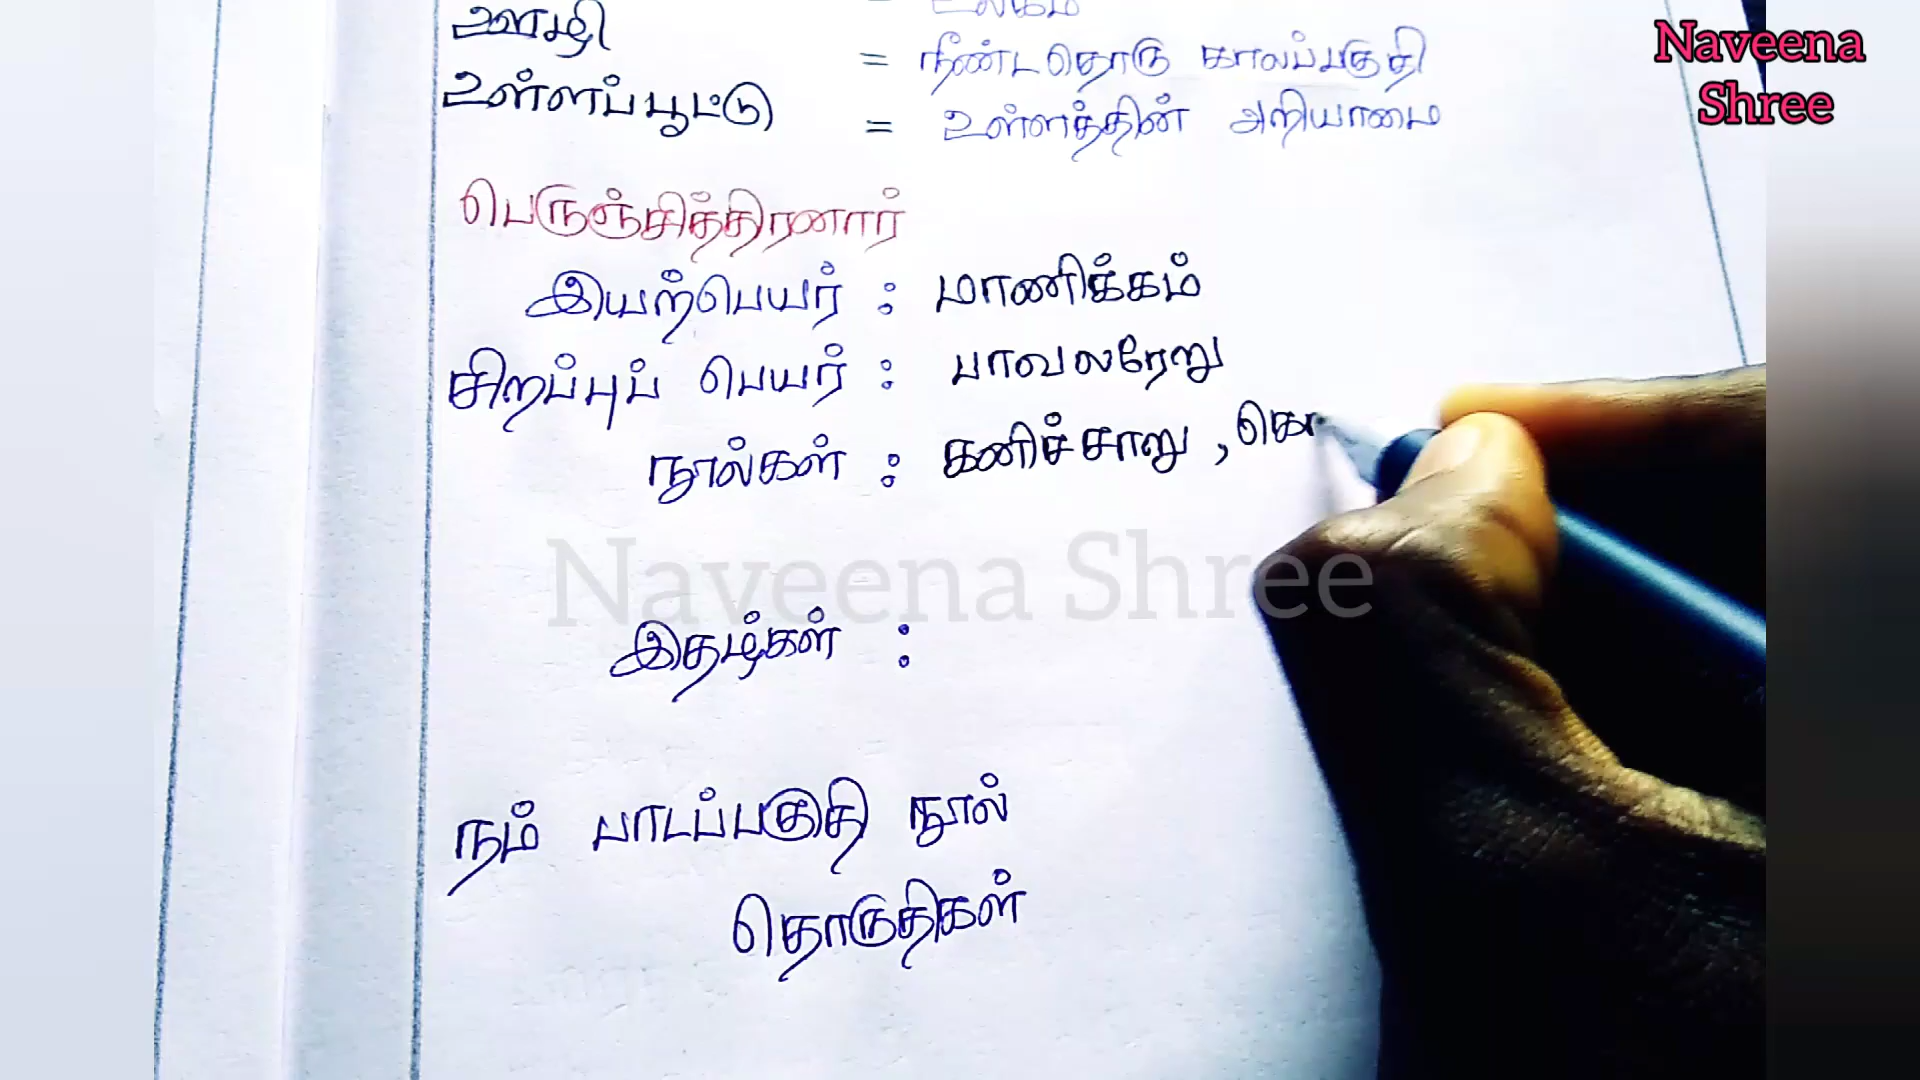 Naveena
Shree
ஊழி = நீண்டதொரு காலப்பகுதி
உள்ளப்பூட்டு = உள்ளத்தின் அறியாமை
பெருஞ்சித்திரனார்
இயற்பெயர் : மாணிக்கம்
சிறப்புப் பெயர் : பாவலரேறு
நூல்கள் : கனிச்சாறு , கொ
Naveena Shree
இதழ்கள் :
நம் பாடப்பகுதி நூல்
தொகுதிகள்